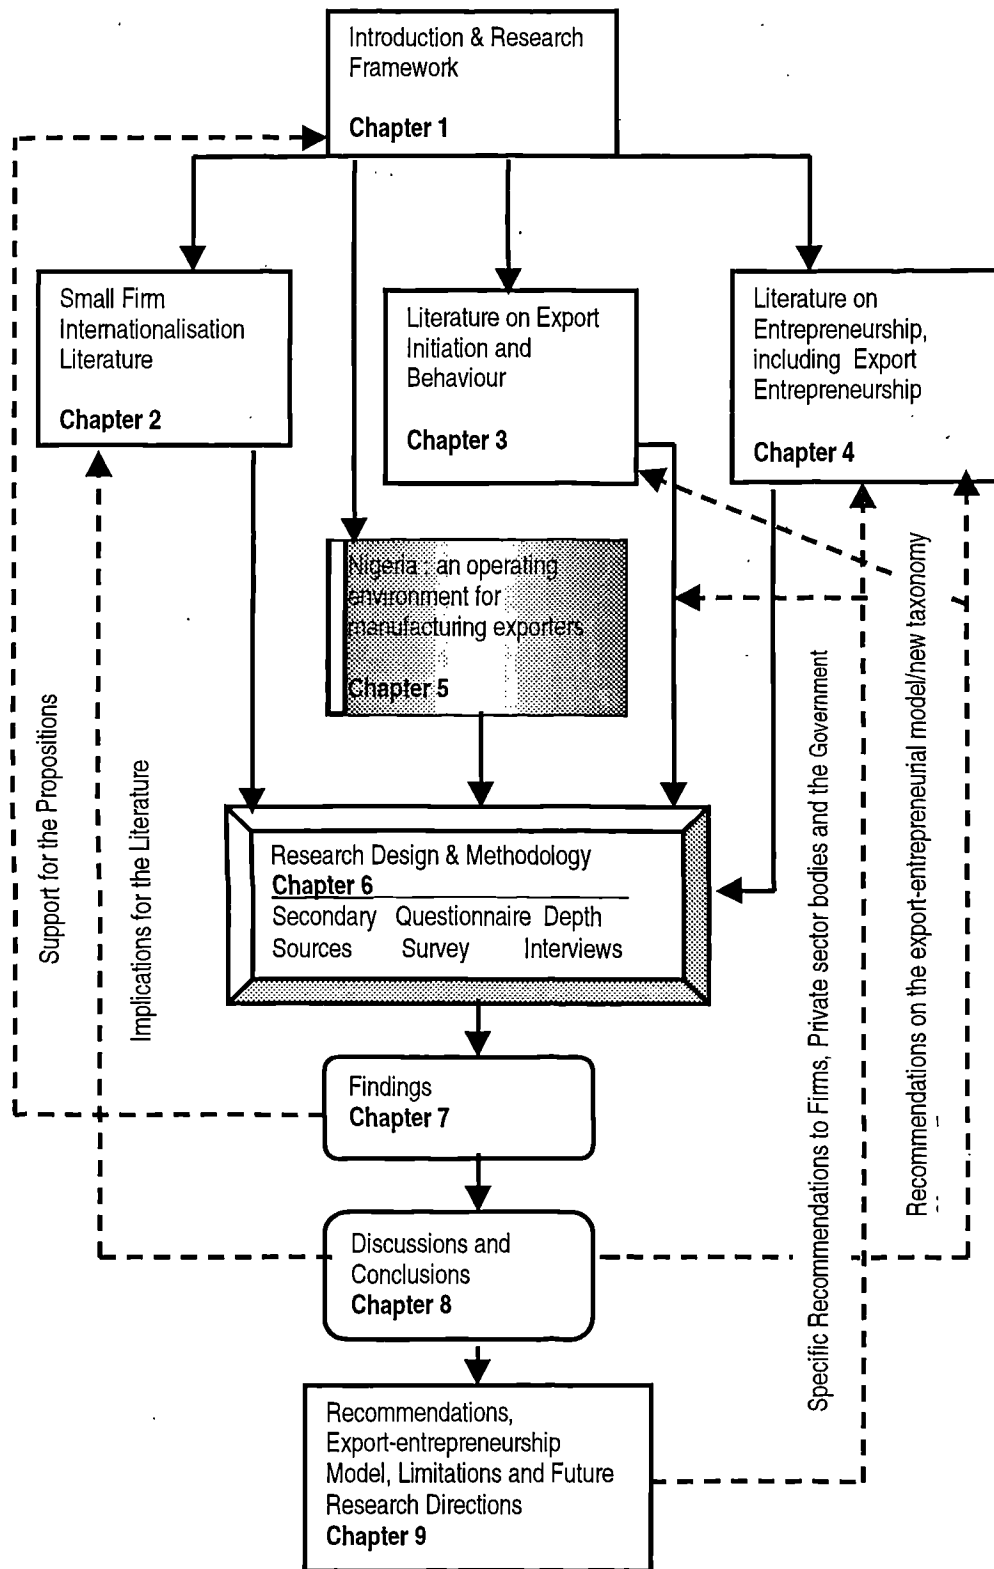 Introduction & Research
Framework
Chapter 1
Small Firm
Internationalisation
Literature
Chapter 2
Literature on Export
Initiation and
Behaviour
Chapter 3
Literature on
Entrepreneurship,
including Export
Entrepreneurship
Chapter 4
Nigeria : an operating
environment for
manufacturing exporters
Chapter 5
Research Design & Methodology
Chapter 6
Secondary Questionnaire Depth
Sources Survey Interviews
Findings
Chapter 7
Discussions and
Conclusions
Chapter 8
Recommendations,
Export-entrepreneurship
Model, Limitations and Future
Research Directions
Chapter 9
Support for the Propositions
Implications for the Literature
Specific Recommendations to Firms, Private sector bodies and the Government
Recommendations on the export-entrepreneurial model/new taxonomy